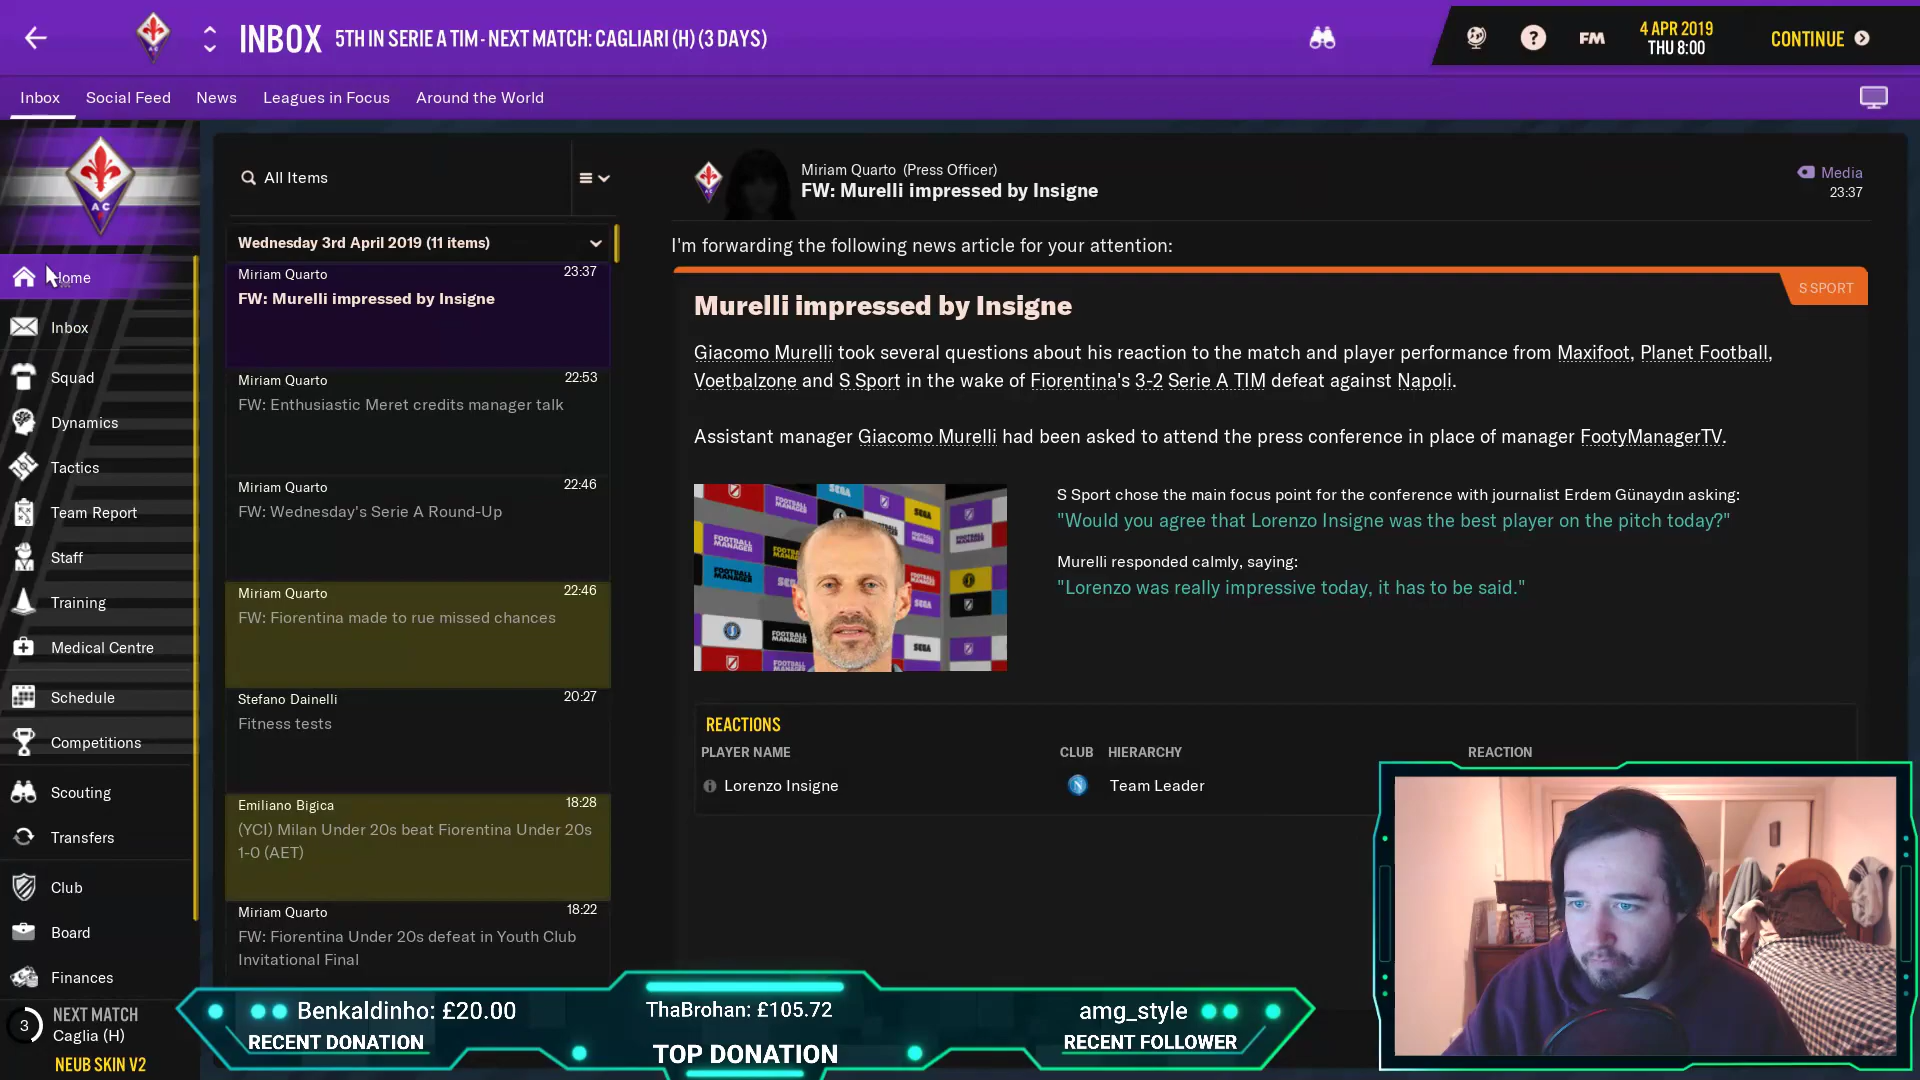 INBOX 5TH IN SERIE A TIM - NEXT MATCH: CAGLIARI (H) (3 DAYS)
?
FM
4 APR 2019
THU 8:00
CONTINUE
Inbox Social Feed News Leagues in Focus Around the World
A C
Home
Inbox
Squad
Dynamics
Tactics
Team Report
Staff
Training
Medical Centre
Schedule
Competitions
Scouting
Transfers
Club
Board
Finances
3
NEXT MATCH
Caglia (H)
NEUB SKIN V2
All Items
Wednesday 3rd April 2019 (11 items)
Miriam Quarto 23:37
FW: Murelli impressed by Insigne
Miriam Quarto 22:53
FW: Enthusiastic Meret credits manager talk
Miriam Quarto 22:46
FW: Wednesday's Serie A Round-Up
Miriam Quarto 22:46
FW: Fiorentina made to rue missed chances
Stefano Dainelli 20:27
Fitness tests
Emiliano Bigica 18:28
(YCI) Milan Under 20s beat Fiorentina Under 20s
1-0 (AET)
Miriam Quarto 18:22
FW: Fiorentina Under 20s defeat in Youth Club
Invitational Final
Miriam Quarto (Press Officer)
FW: Murelli impressed by Insigne
Media
23:37
I'm forwarding the following news article for your attention:
S SPORT
Murelli impressed by Insigne
Giacomo Murelli took several questions about his reaction to the match and player performance from Maxifoot, Planet Football,
Voetbalzone and S Sport in the wake of Fiorentina's 3-2 Serie A TIM defeat against Napoli.
Assistant manager Giacomo Murelli had been asked to attend the press conference in place of manager FootyManagerTV.
FOOTBALL MANAGER
SEGA
S Sport chose the main focus point for the conference with journalist Erdem Günaydın asking:
"Would you agree that Lorenzo Insigne was the best player on the pitch today?"
Murelli responded calmly, saying:
"Lorenzo was really impressive today, it has to be said."
REACTIONS
PLAYER NAME CLUB HIERARCHY REACTION
Lorenzo Insigne N Team Leader
Benkaldinho: £20.00
RECENT DONATION
ThaBrohan: £105.72
TOP DONATION
amg_style
RECENT FOLLOWER